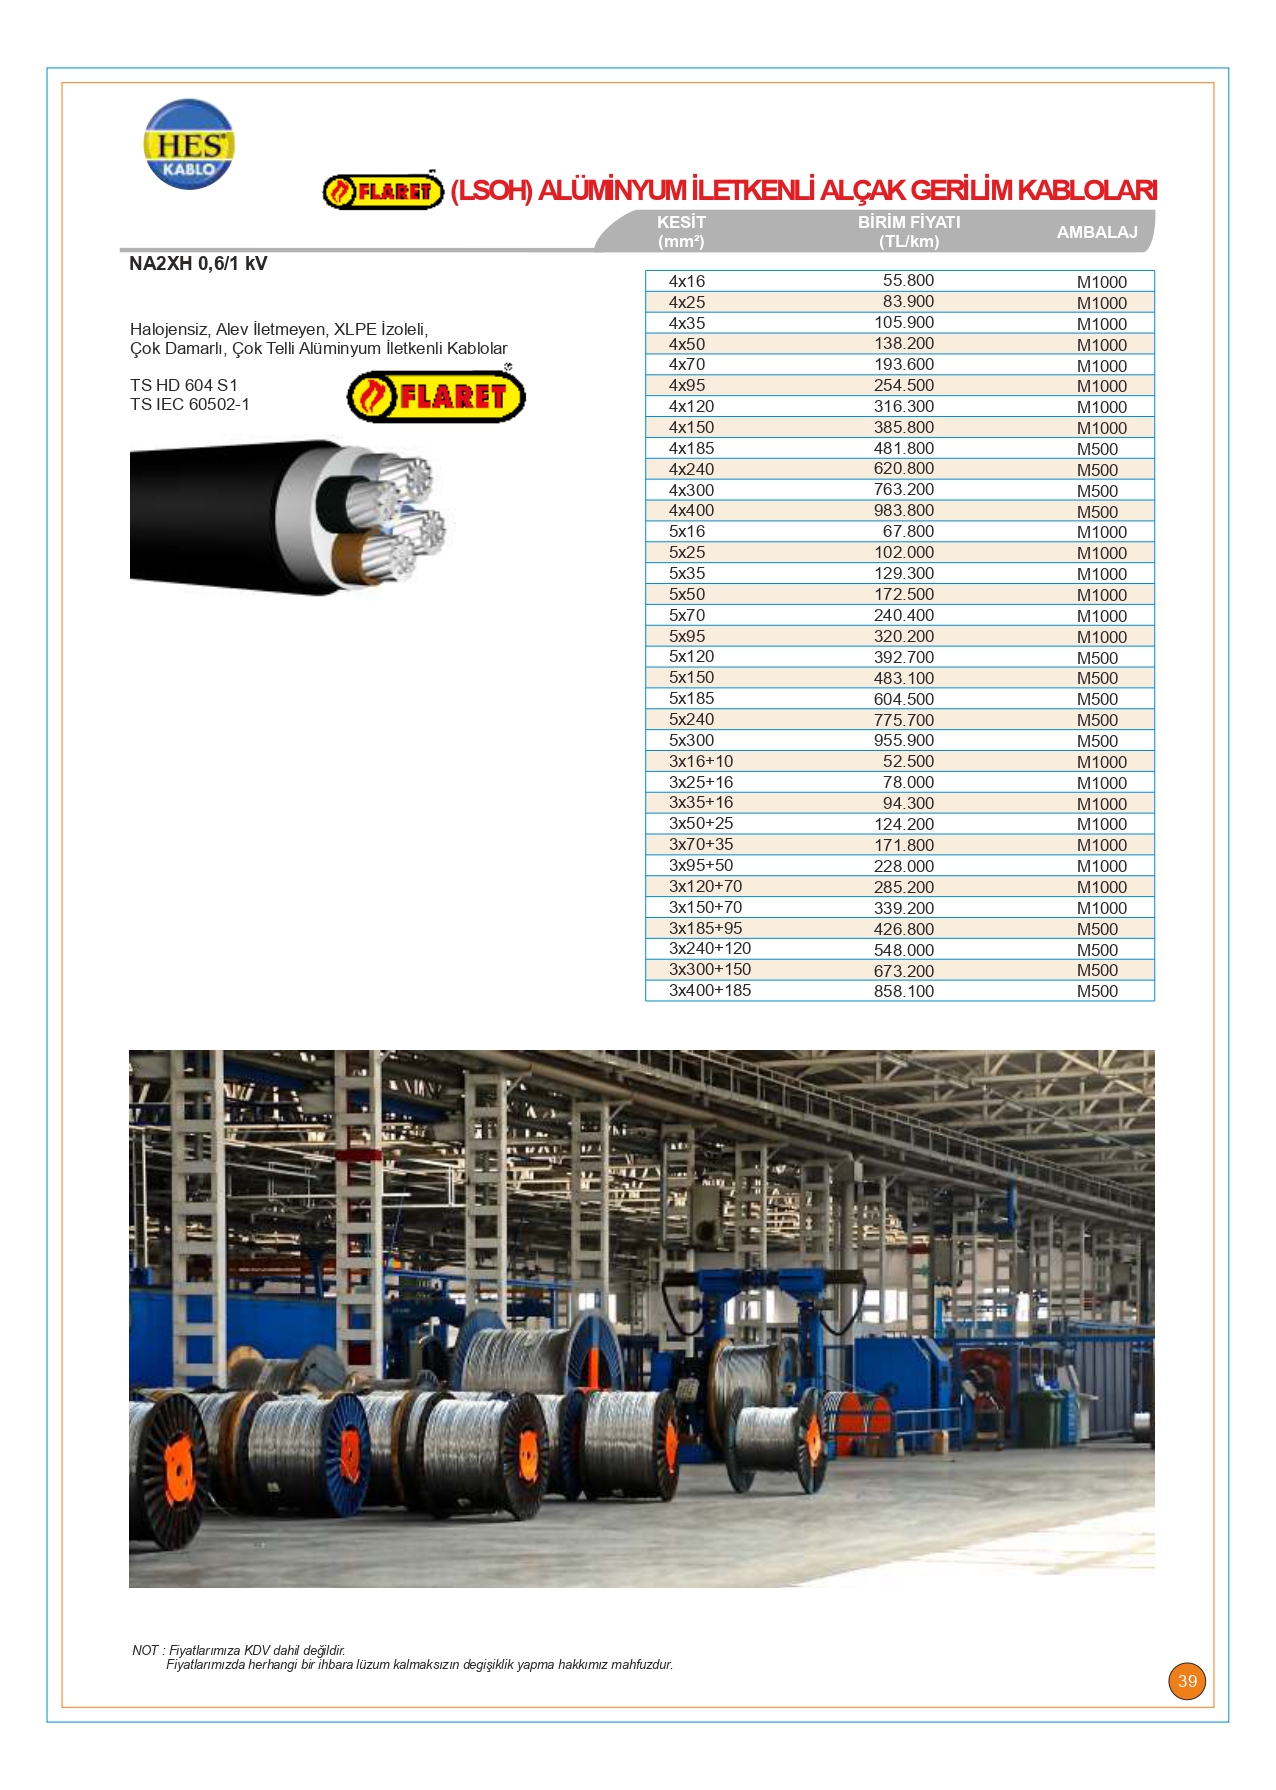 HES
KABLO
FLARET (LSOH) ALÜMİNYUM İLETKENLİ ALÇAK GERİLİM KABLOLARI
KESİT BİRİM FİYATI AMBALAJ
(mm²) (TL/km)
NA2XH 0,6/1 kV
Halojensiz, Alev İletmeyen, XLPE İzoleli,
Çok Damarlı, Çok Telli Alüminyum İletkenli Kablolar
TS HD 604 S1
TS IEC 60502-1
FLARET
4x16 55.800 M1000
4x25 83.900 M1000
4x35 105.900 M1000
4x50 138.200 M1000
4x70 193.600 M1000
4x95 254.500 M1000
4x120 316.300 M1000
4x150 385.800 M1000
4x185 481.800 M500
4x240 620.800 M500
4x300 763.200 M500
4x400 983.800 M500
5x16 67.800 M1000
5x25 102.000 M1000
5x35 129.300 M1000
5x50 172.500 M1000
5x70 240.400 M1000
5x95 320.200 M1000
5x120 392.700 M500
5x150 483.100 M500
5x185 604.500 M500
5x240 775.700 M500
5x300 955.900 M500
3x16+10 52.500 M1000
3x25+16 78.000 M1000
3x35+16 94.300 M1000
3x50+25 124.200 M1000
3x70+35 171.800 M1000
3x95+50 228.000 M1000
3x120+70 285.200 M1000
3x150+70 339.200 M1000
3x185+95 426.800 M500
3x240+120 548.000 M500
3x300+150 673.200 M500
3x400+185 858.100 M500
NOT : Fiyatlarımıza KDV dahil değildir.
Fiyatlarımızda herhangi bir ihbara lüzum kalmaksızın degişiklik yapma hakkımız mahfuzdur.
39